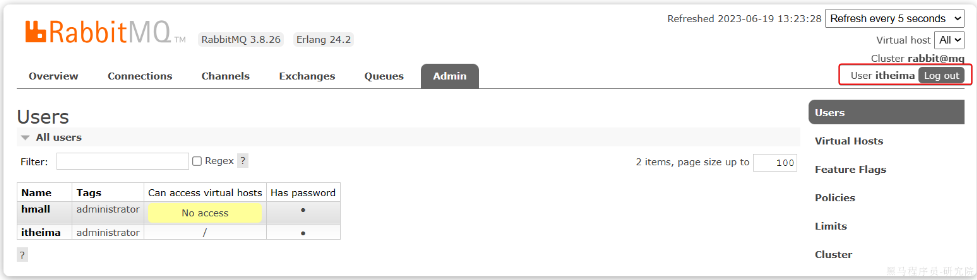 Refreshed 2023-06-19 13:23:28 Refresh every 5 seconds
RabbitMQ TM RabbitMQ 3.8.26 Erlang 24.2
Virtual host All
Cluster rabbit@mq
User itheima Log out
Overview Connections Channels Exchanges Queues Admin
Users
All users
Filter: Regex ?
2 items, page size up to 100
Name Tags Can access virtual hosts Has password
hmall administrator No access •
itheima administrator / •
?
Users
Virtual Hosts
Feature Flags
Policies
Limits
Cluster
黑马程序员-研究院